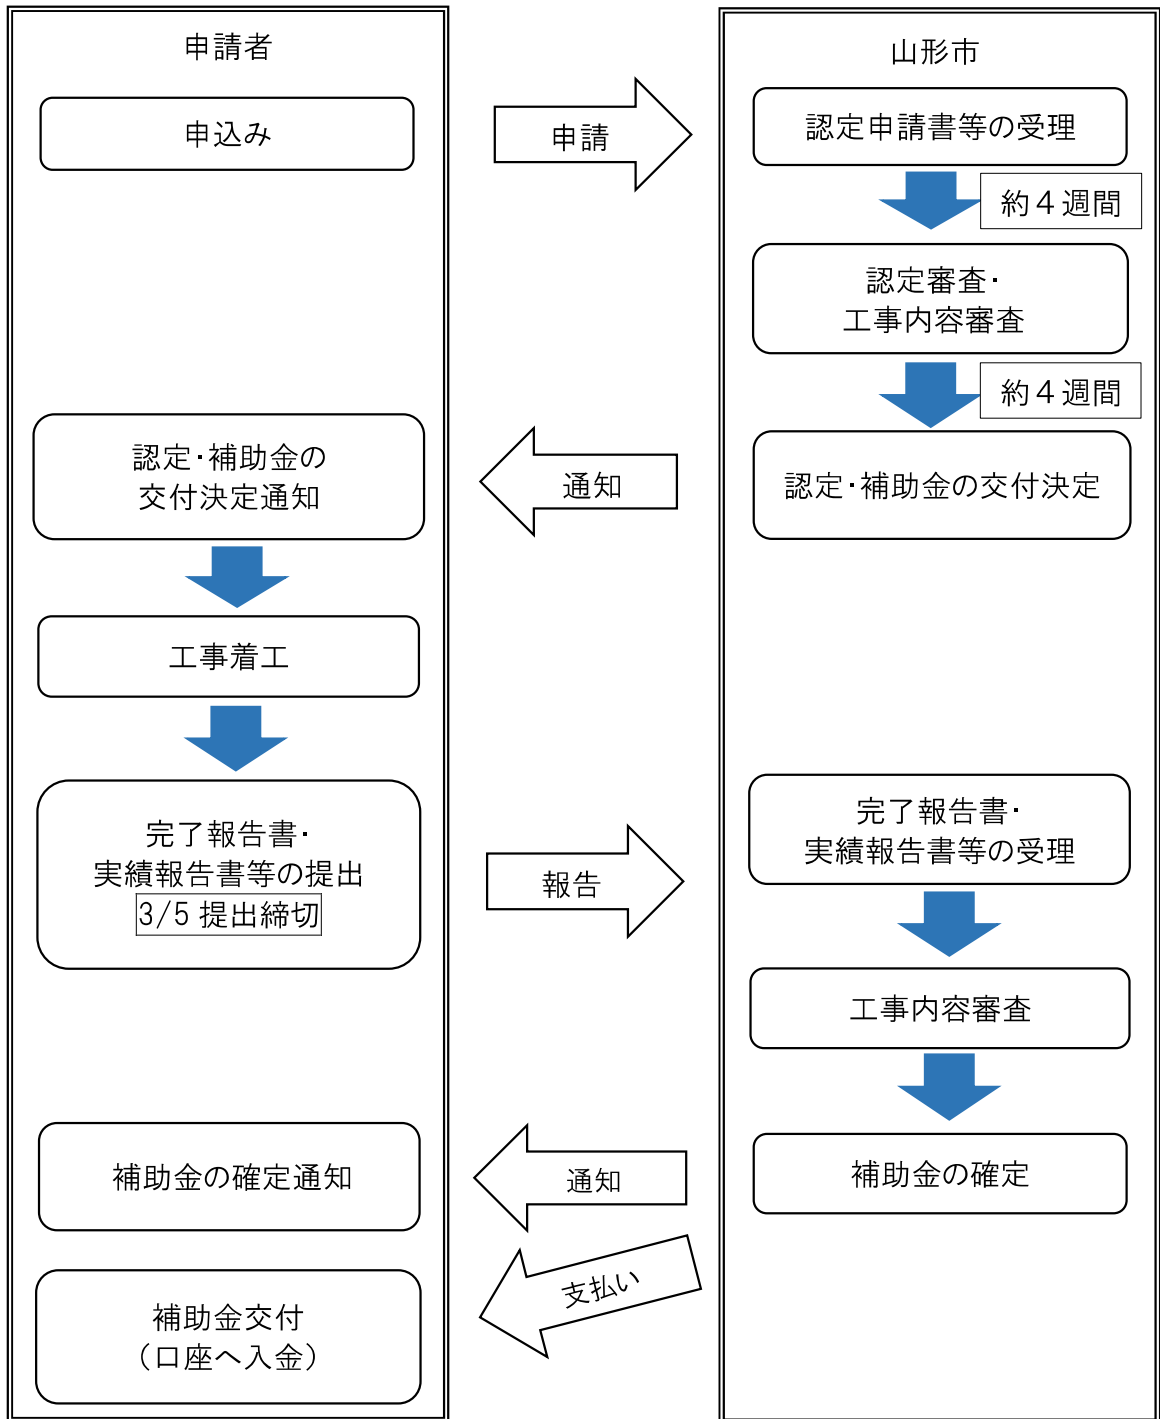 申請者
山形市
申込み
申請
認定申請書等の受理
約４週間
認定審査・
工事内容審査
約４週間
認定・補助金の交付決定
通知
認定・補助金の
交付決定通知
工事着工
完了報告書・
実績報告書等の提出
3/5 提出締切
報告
完了報告書・
実績報告書等の受理
工事内容審査
補助金の確定
通知
補助金の確定通知
支払い
補助金交付
（口座へ入金）